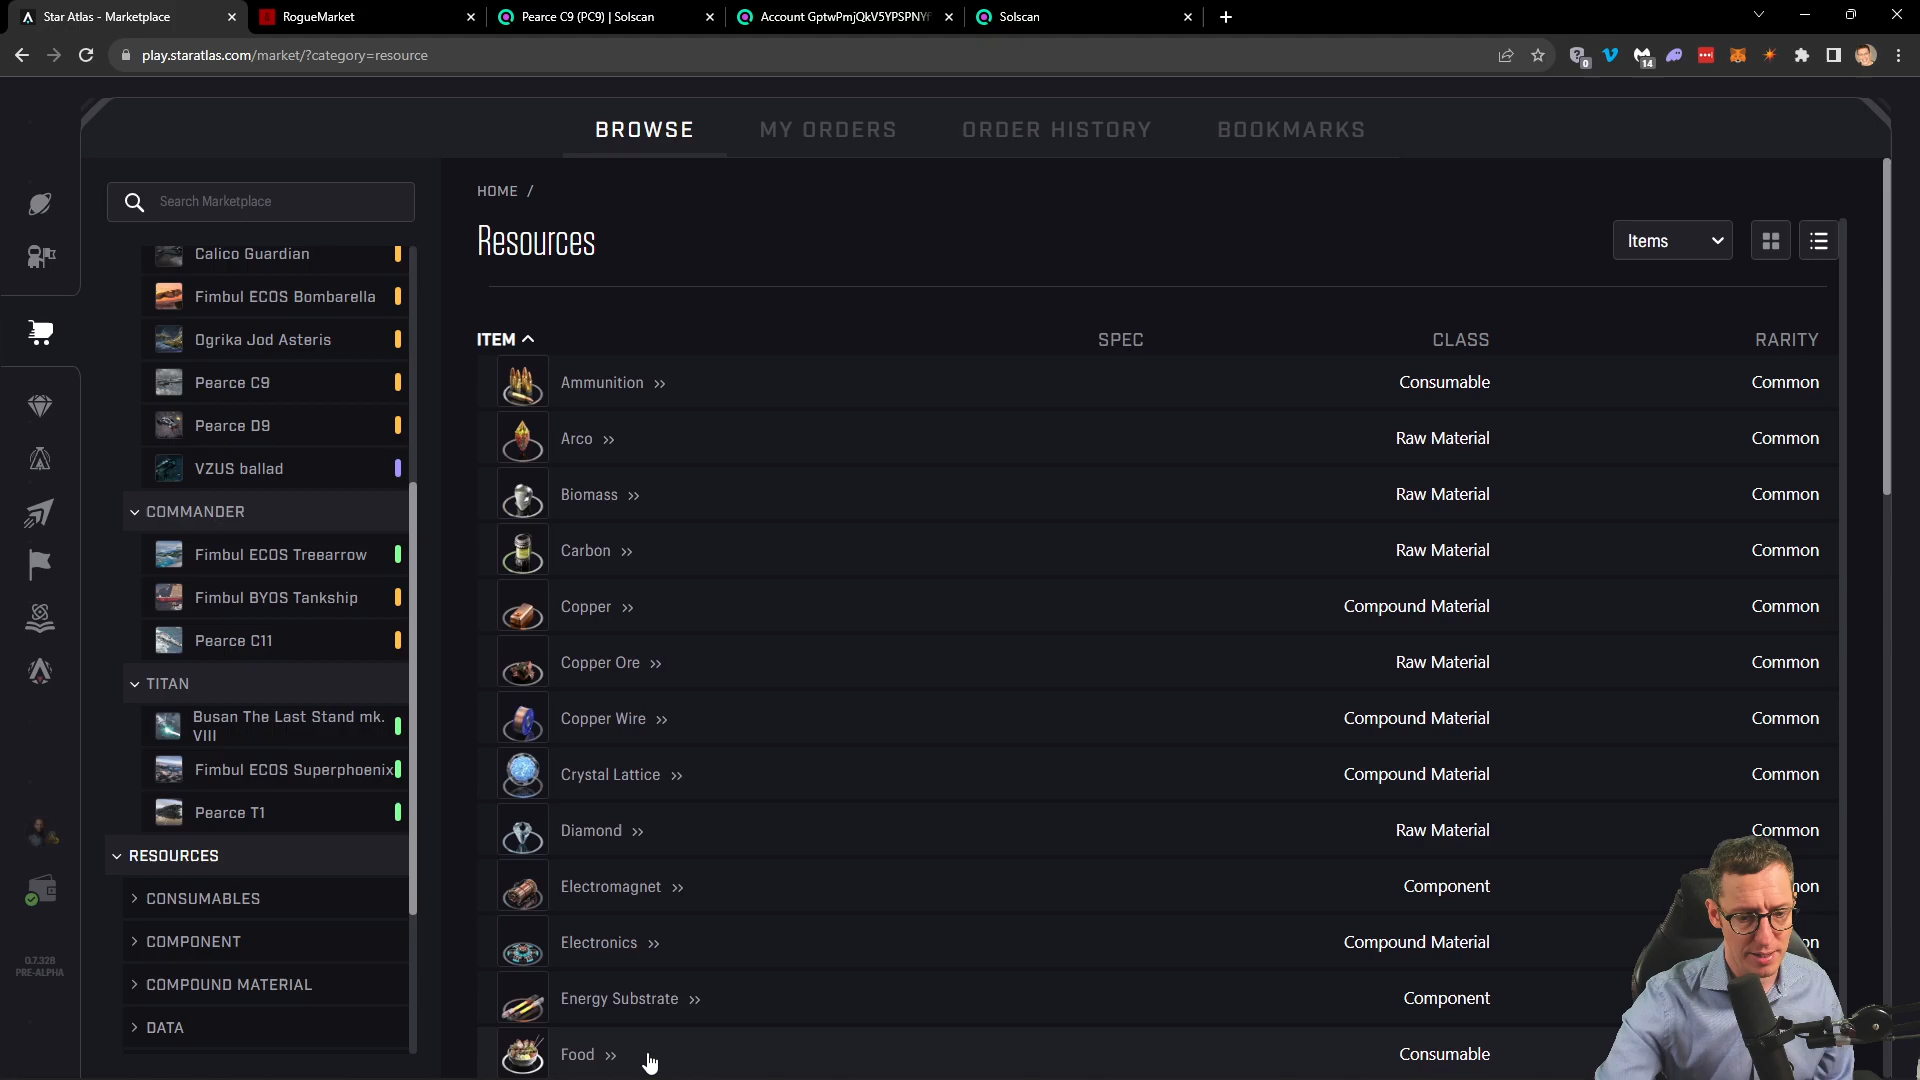 Star Atlas - Marketplace
RogueMarket
Pearce C9 (PC9) | Solscan
Account GptwPmjQkV5YPSPNYF
Solscan
play.staratlas.com/market/?category=resource
0
14
BROWSE
MY ORDERS
ORDER HISTORY
BOOKMARKS
Search Marketplace
Calico Guardian
Fimbul ECOS Bombarella
Ogrika Jod Asteris
Pearce C9
Pearce D9
VZUS ballad
COMMANDER
Fimbul ECOS Treearrow
Fimbul BYOS Tankship
Pearce C11
TITAN
Busan The Last Stand mk.
VIII
Fimbul ECOS Superphoenix
Pearce T1
RESOURCES
CONSUMABLES
COMPONENT
COMPOUND MATERIAL
DATA
0.7.328
PRE-ALPHA
HOME /
Resources
Items
ITEM SPEC CLASS RARITY
Ammunition >> Consumable Common
Arco >> Raw Material Common
Biomass >> Raw Material Common
Carbon >> Raw Material Common
Copper >> Compound Material Common
Copper Ore >> Raw Material Common
Copper Wire >> Compound Material Common
Crystal Lattice >> Compound Material Common
Diamond >> Raw Material Common
Electromagnet >> Component
Electronics >> Compound Material
Energy Substrate >> Component
Food >> Consumable